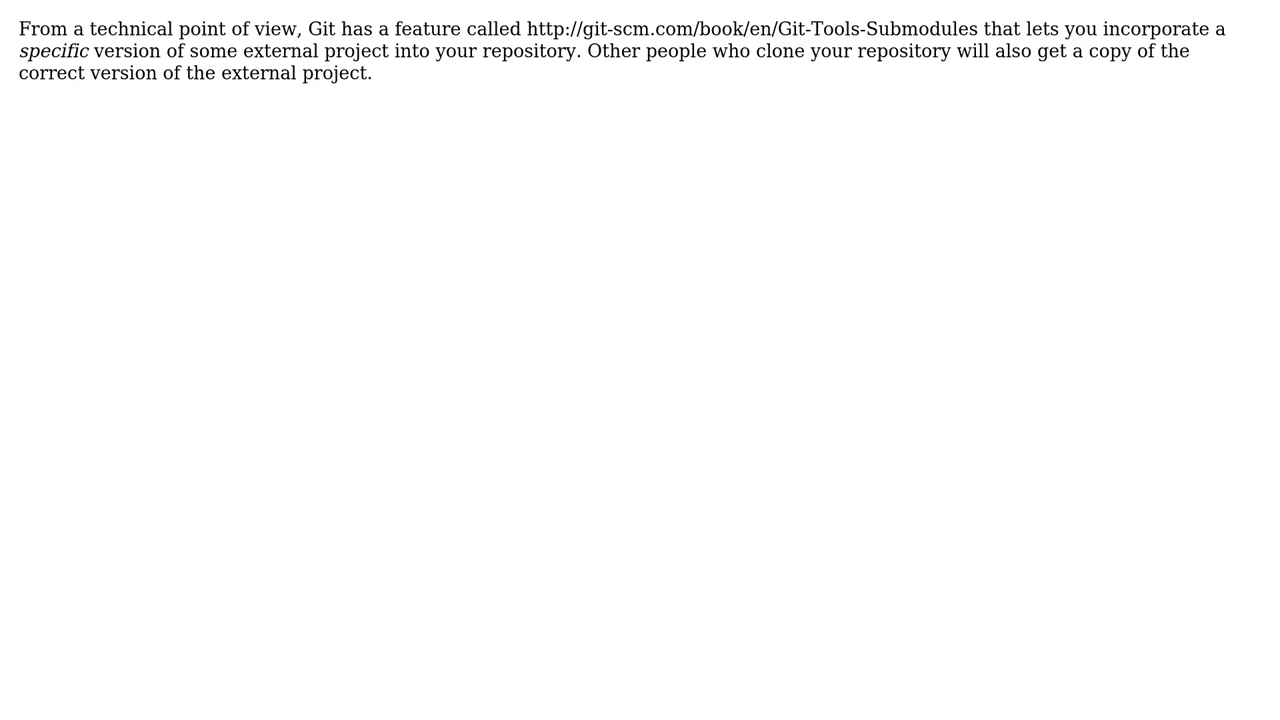 From a technical point of view, Git has a feature called http://git-scm.com/book/en/Git-Tools-Submodules that lets you incorporate a
specific version of some external project into your repository. Other people who clone your repository will also get a copy of the
correct version of the external project.